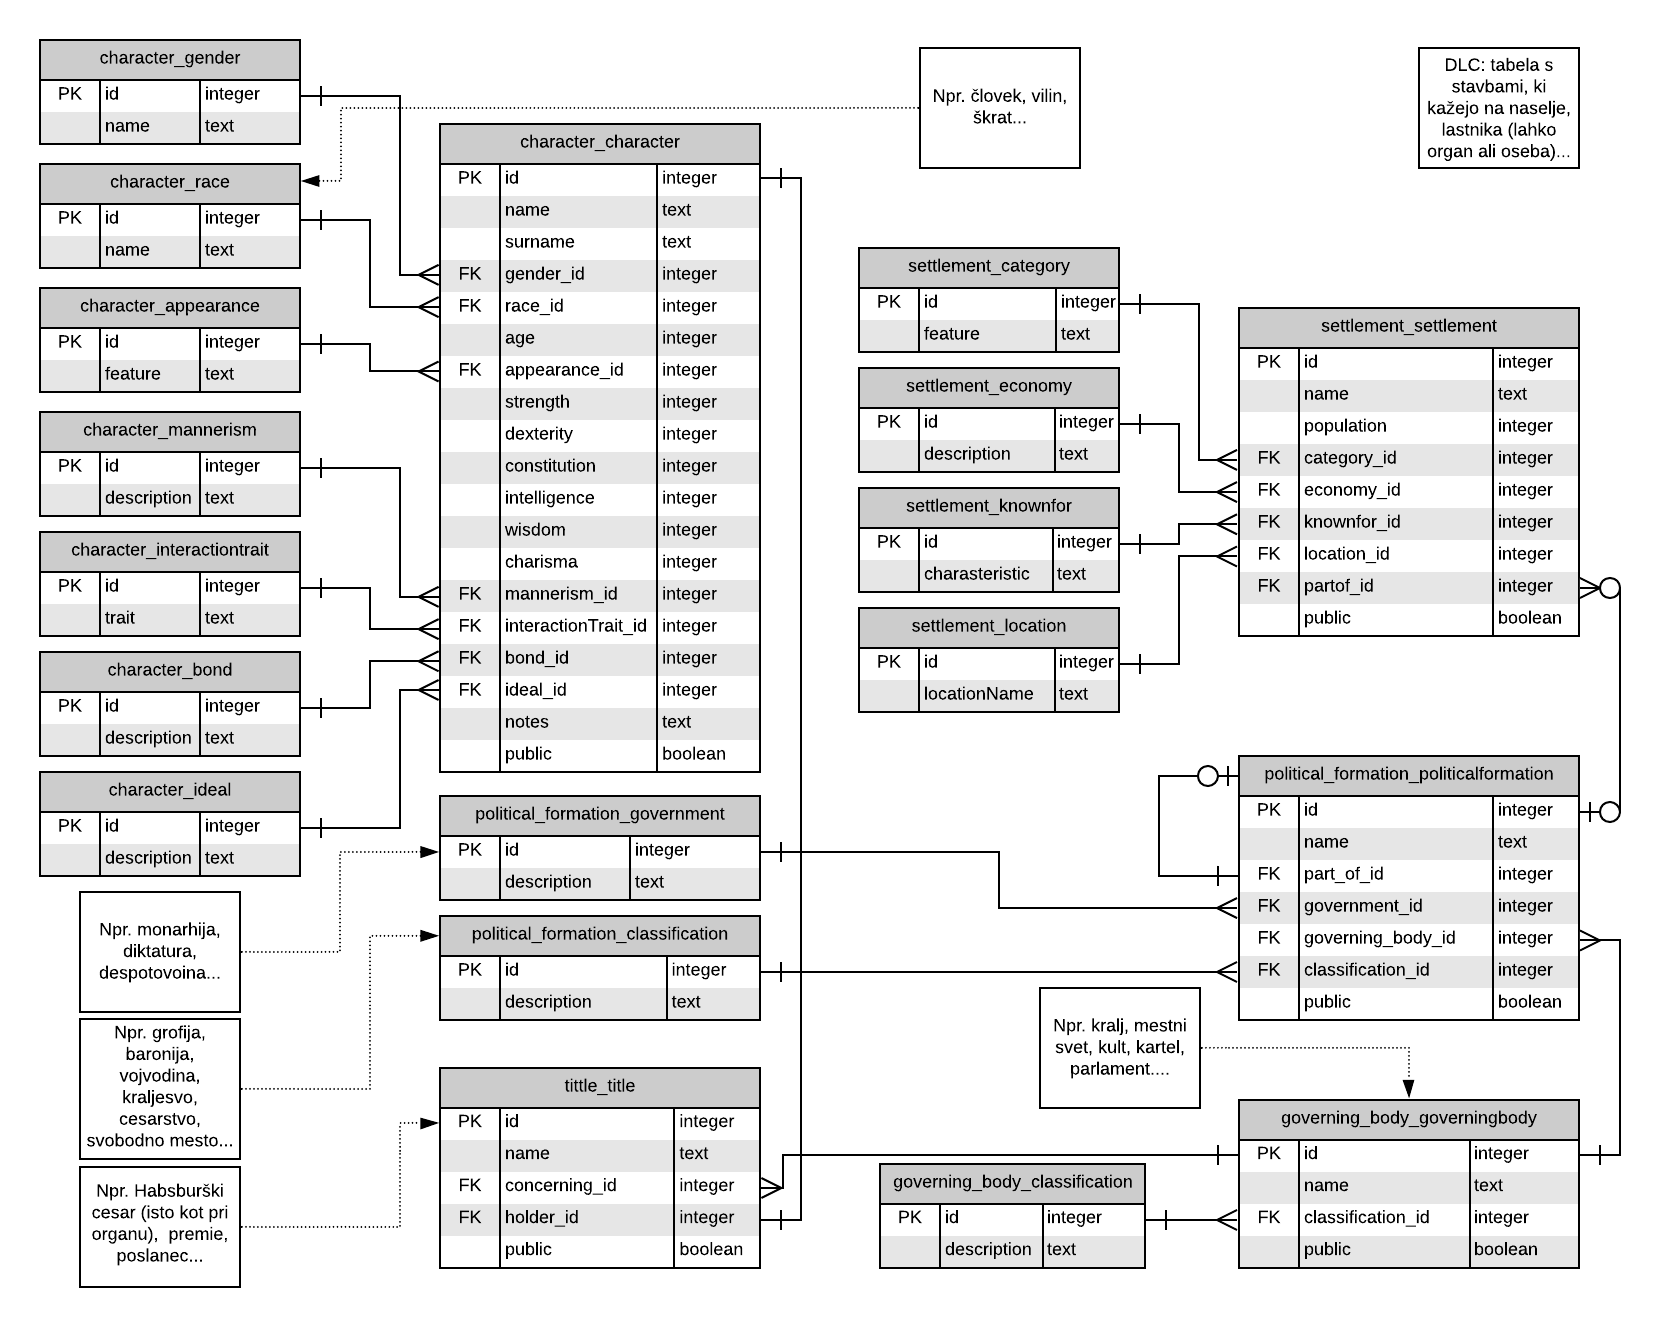 character_gender
PK id integer
name text
character_race
PK id integer
name text
character_appearance
PK id integer
feature text
character_mannerism
PK id integer
description text
character_interactiontrait
PK id integer
trait text
character_bond
PK id integer
description text
character_ideal
PK id integer
description text
Npr. monarhija,
diktatura,
despotovoina...
Npr. grofija,
baronija,
vojvodina,
kraljesvo,
cesarstvo,
svobodno mesto...
Npr. Habsburški
cesar (isto kot pri
organu), premie,
poslanec...
character_character
PK id integer
name text
surname text
FK gender_id integer
FK race_id integer
age integer
FK appearance_id integer
strength integer
dexterity integer
constitution integer
intelligence integer
wisdom integer
charisma integer
FK mannerism_id integer
FK interactionTrait_id integer
FK bond_id integer
FK ideal_id integer
notes text
public boolean
political_formation_government
PK id integer
description text
political_formation_classification
PK id integer
description text
tittle_title
PK id integer
name text
FK concerning_id integer
FK holder_id integer
public boolean
Npr. človek, vilin,
škrat...
DLC: tabela s
stavbami, ki
kažejo na naselje,
lastnika (lahko
organ ali oseba)...
settlement_category
PK id integer
feature text
settlement_economy
PK id integer
description text
settlement_knownfor
PK id integer
charasteristic text
settlement_location
PK id integer
locationName text
settlement_settlement
PK id integer
name text
population integer
FK category_id integer
FK economy_id integer
FK knownfor_id integer
FK location_id integer
FK partof_id integer
public boolean
political_formation_politicalformation
PK id integer
name text
FK part_of_id integer
FK government_id integer
FK governing_body_id integer
FK classification_id integer
public boolean
Npr. kralj, mestni
svet, kult, kartel,
parlament....
governing_body_classification
PK id integer
description text
governing_body_governingbody
PK id integer
name text
FK classification_id integer
public boolean